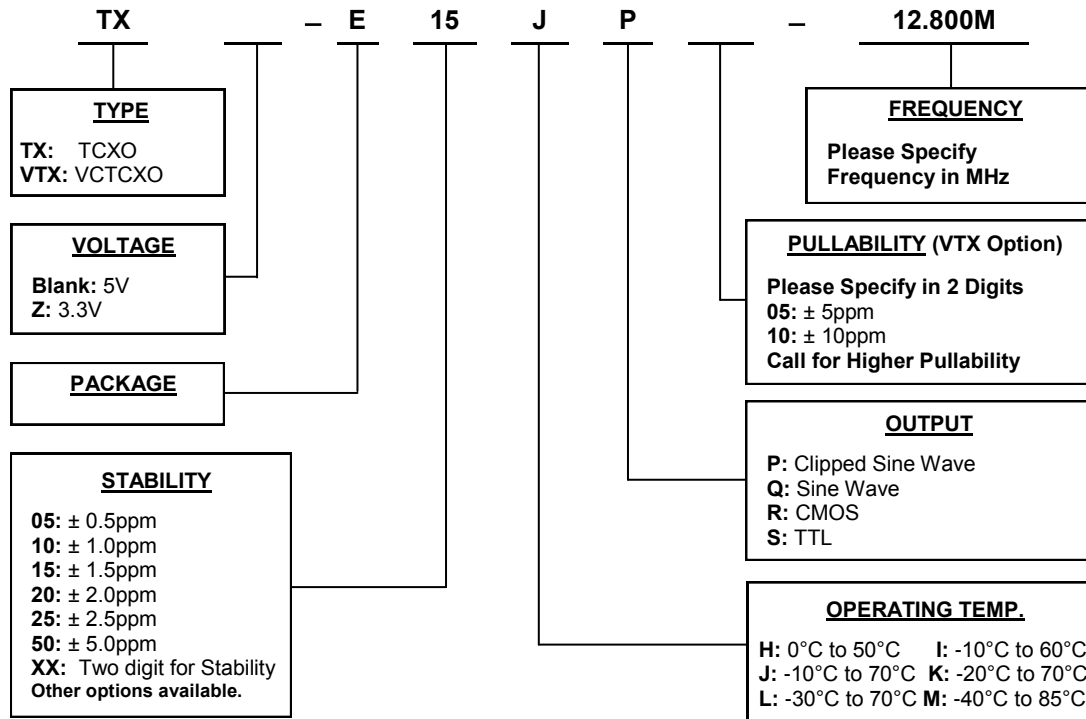 TX – E 15 J P – 12.800M
TYPE
TX: TCXO
VTX: VCTCXO
VOLTAGE
Blank: 5V
Z: 3.3V
PACKAGE
STABILITY
05: ± 0.5ppm
10: ± 1.0ppm
15: ± 1.5ppm
20: ± 2.0ppm
25: ± 2.5ppm
50: ± 5.0ppm
XX: Two digit for Stability
Other options available.
FREQUENCY
Please Specify
Frequency in MHz
PULLABILITY (VTX Option)
Please Specify in 2 Digits
05: ± 5ppm
10: ± 10ppm
Call for Higher Pullability
OUTPUT
P: Clipped Sine Wave
Q: Sine Wave
R: CMOS
S: TTL
OPERATING TEMP.
H: 0°C to 50°C I: -10°C to 60°C
J: -10°C to 70°C K: -20°C to 70°C
L: -30°C to 70°C M: -40°C to 85°C